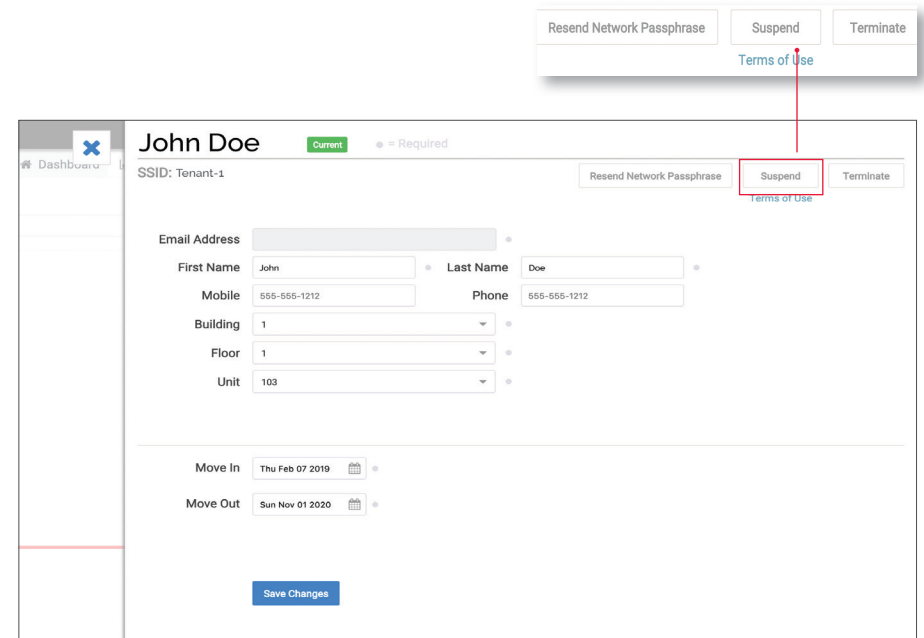 Resend Network Passphrase Suspend Terminate
Terms of Use
John Doe Current = Required
Dashboard
SSID: Tenant-1 Resend Network Passphrase Suspend Terminate
Terms of Use
Email Address
First Name John Last Name Doe
Mobile 555-555-1212 Phone 555-555-1212
Building 1
Floor 1
Unit 103
Move In Thu Feb 07 2019
Move Out Sun Nov 01 2020
Save Changes